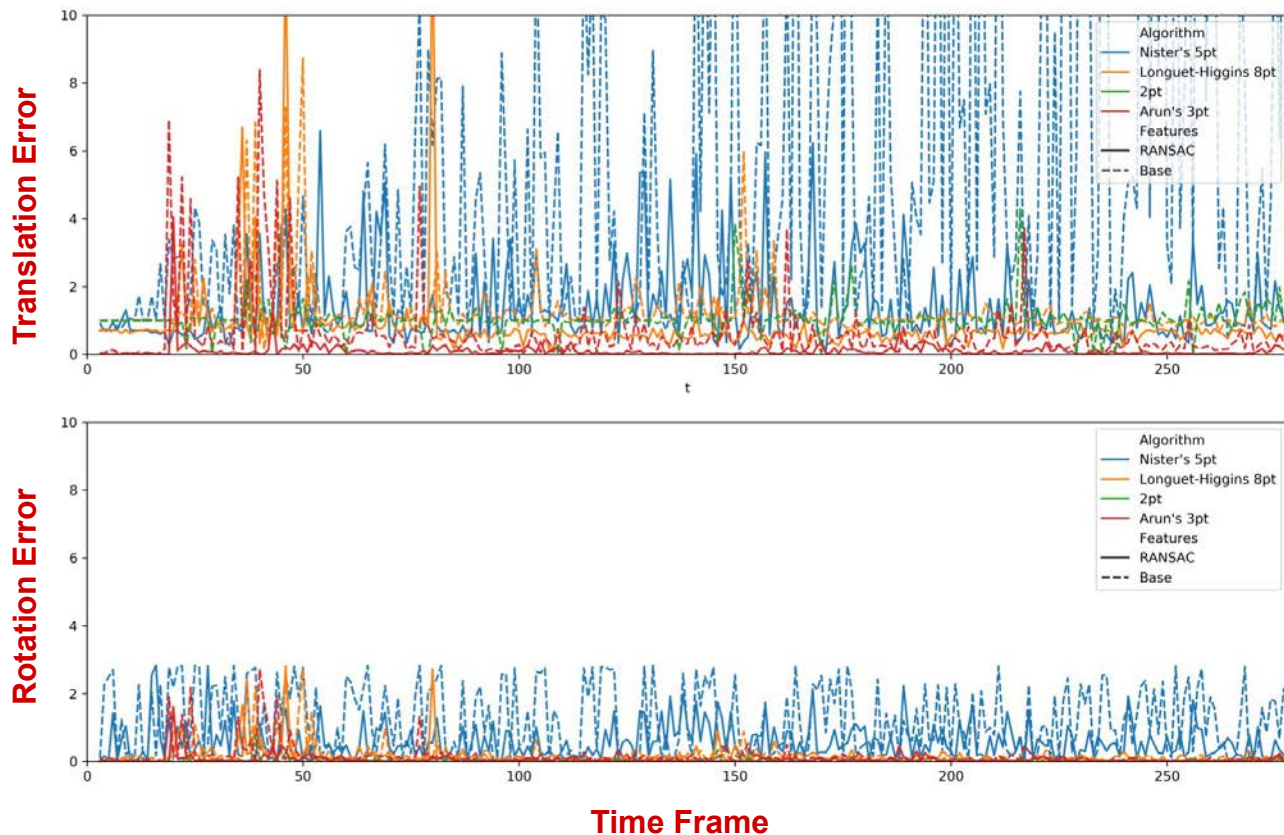 Translation Error
10
8
6
4
2
0
0
50
100
150
200
250
t
Algorithm
Nister's 5pt
Longuet-Higgins 8pt
2pt
Arun's 3pt
Features
RANSAC
Base
Rotation Error
10
8
6
4
2
0
0
50
100
150
200
250
Algorithm
Nister's 5pt
Longuet-Higgins 8pt
2pt
Arun's 3pt
Features
RANSAC
Base
Time Frame